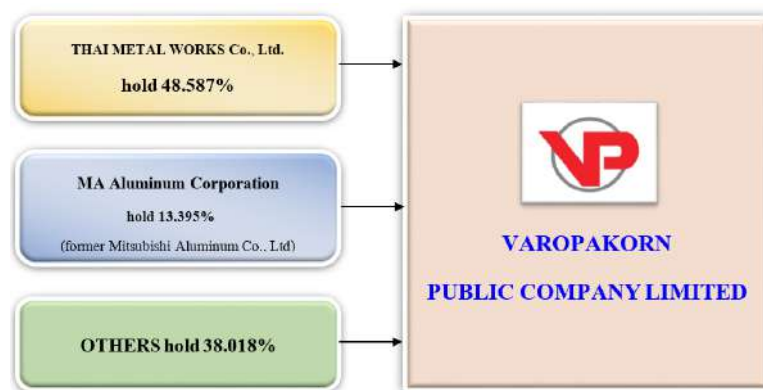 THAI METAL WORKS Co., Ltd.
hold 48.587%
MA Aluminum Corporation
hold 13.395%
(former Mitsubishi Aluminum Co., Ltd)
OTHERS hold 38.018%
VP
VAROPAKORN
PUBLIC COMPANY LIMITED